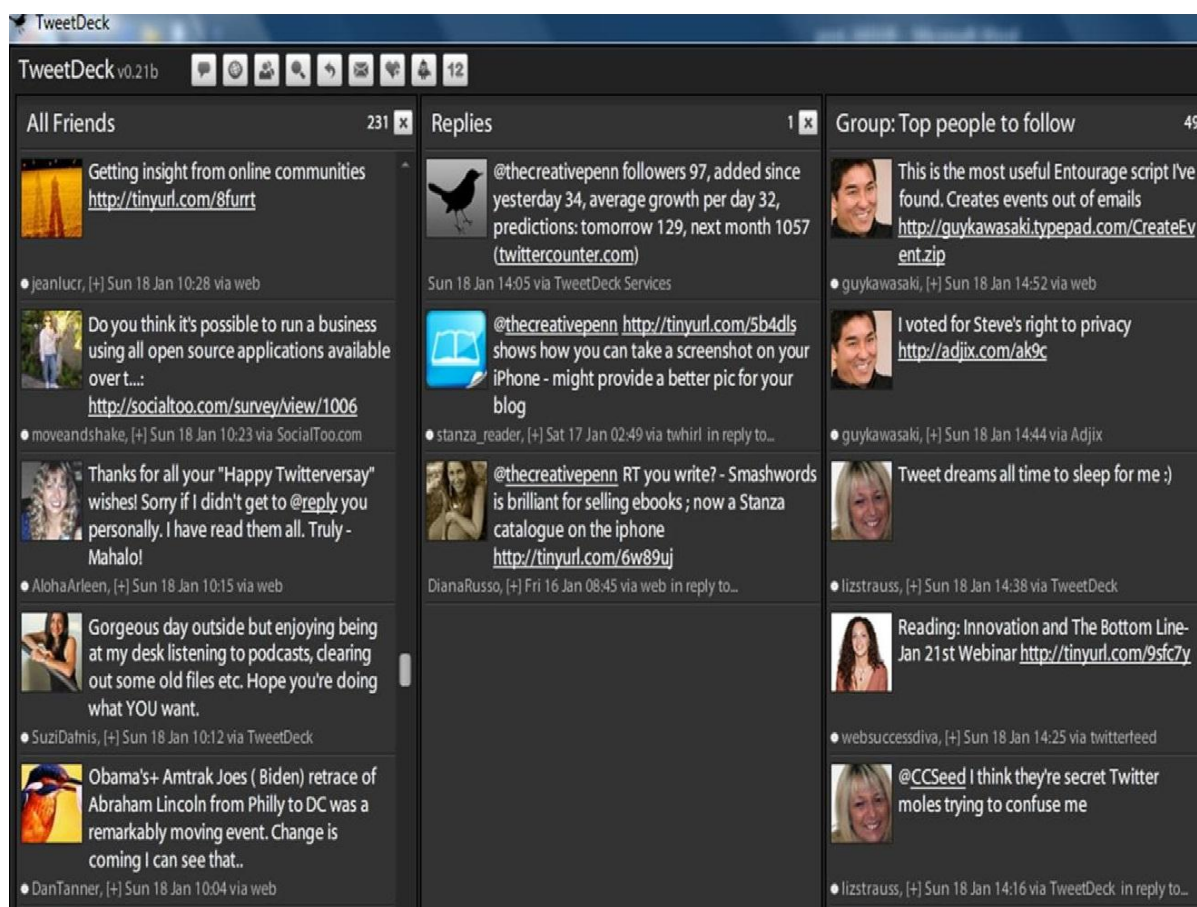 TweetDeck
TweetDeck v0.21b
12
All Friends
231
Getting insight from online communities
http://tinyurl.com/8furrt
jeanlucr, [+] Sun 18 Jan 10:28 via web
Do you think it's possible to run a business
using all open source applications available
over t...:
http://socialtoo.com/survey/view/1006
moveandshake, [+] Sun 18 Jan 10:23 via SocialToo.com
Thanks for all your "Happy Twitterversay"
wishes! Sorry if I didn't get to @reply you
personally. I have read them all. Truly -
Mahalo!
AlohaArleen, [+] Sun 18 Jan 10:15 via web
Gorgeous day outside but enjoying being
at my desk listening to podcasts, clearing
out some old files etc. Hope you're doing
what YOU want.
SuziDafnis, [+] Sun 18 Jan 10:12 via TweetDeck
Obama's+ Amtrak Joes ( Biden) retrace of
Abraham Lincoln from Philly to DC was a
remarkably moving event. Change is
coming I can see that..
DanTanner, [+] Sun 18 Jan 10:04 via web
Replies
1
@thecreativepenn followers 97, added since
yesterday 34, average growth per day 32,
predictions: tomorrow 129, next month 1057
(twittercounter.com)
Sun 18 Jan 14:05 via TweetDeck Services
@thecreativepenn http://tinyurl.com/5b4dls
shows how you can take a screenshot on your
iPhone - might provide a better pic for your
blog
stanza_reader, [+] Sat 17 Jan 02:49 via twhirl in reply to...
@thecreativepenn RT you write? - Smashwords
is brilliant for selling ebooks ; now a Stanza
catalogue on the iphone
http://tinyurl.com/6w89uj
DianaRusso, [+] Fri 16 Jan 08:45 via web in reply to...
Group: Top people to follow
49
This is the most useful Entourage script I've
found. Creates events out of emails
http://guykawasaki.typepad.com/CreateEv
ent.zip
guykawasaki, [+] Sun 18 Jan 14:52 via web
I voted for Steve's right to privacy
http://adjix.com/ak9c
guykawasaki, [+] Sun 18 Jan 14:44 via Adjix
Tweet dreams all time to sleep for me :)
lizstrauss, [+] Sun 18 Jan 14:38 via TweetDeck
Reading: Innovation and The Bottom Line-
Jan 21st Webinar http://tinyurl.com/9sfc7y
websuccessdiva, [+] Sun 18 Jan 14:25 via twitterfeed
@CCSeed I think they're secret Twitter
moles trying to confuse me
lizstrauss, [+] Sun 18 Jan 14:16 via TweetDeck in reply to...